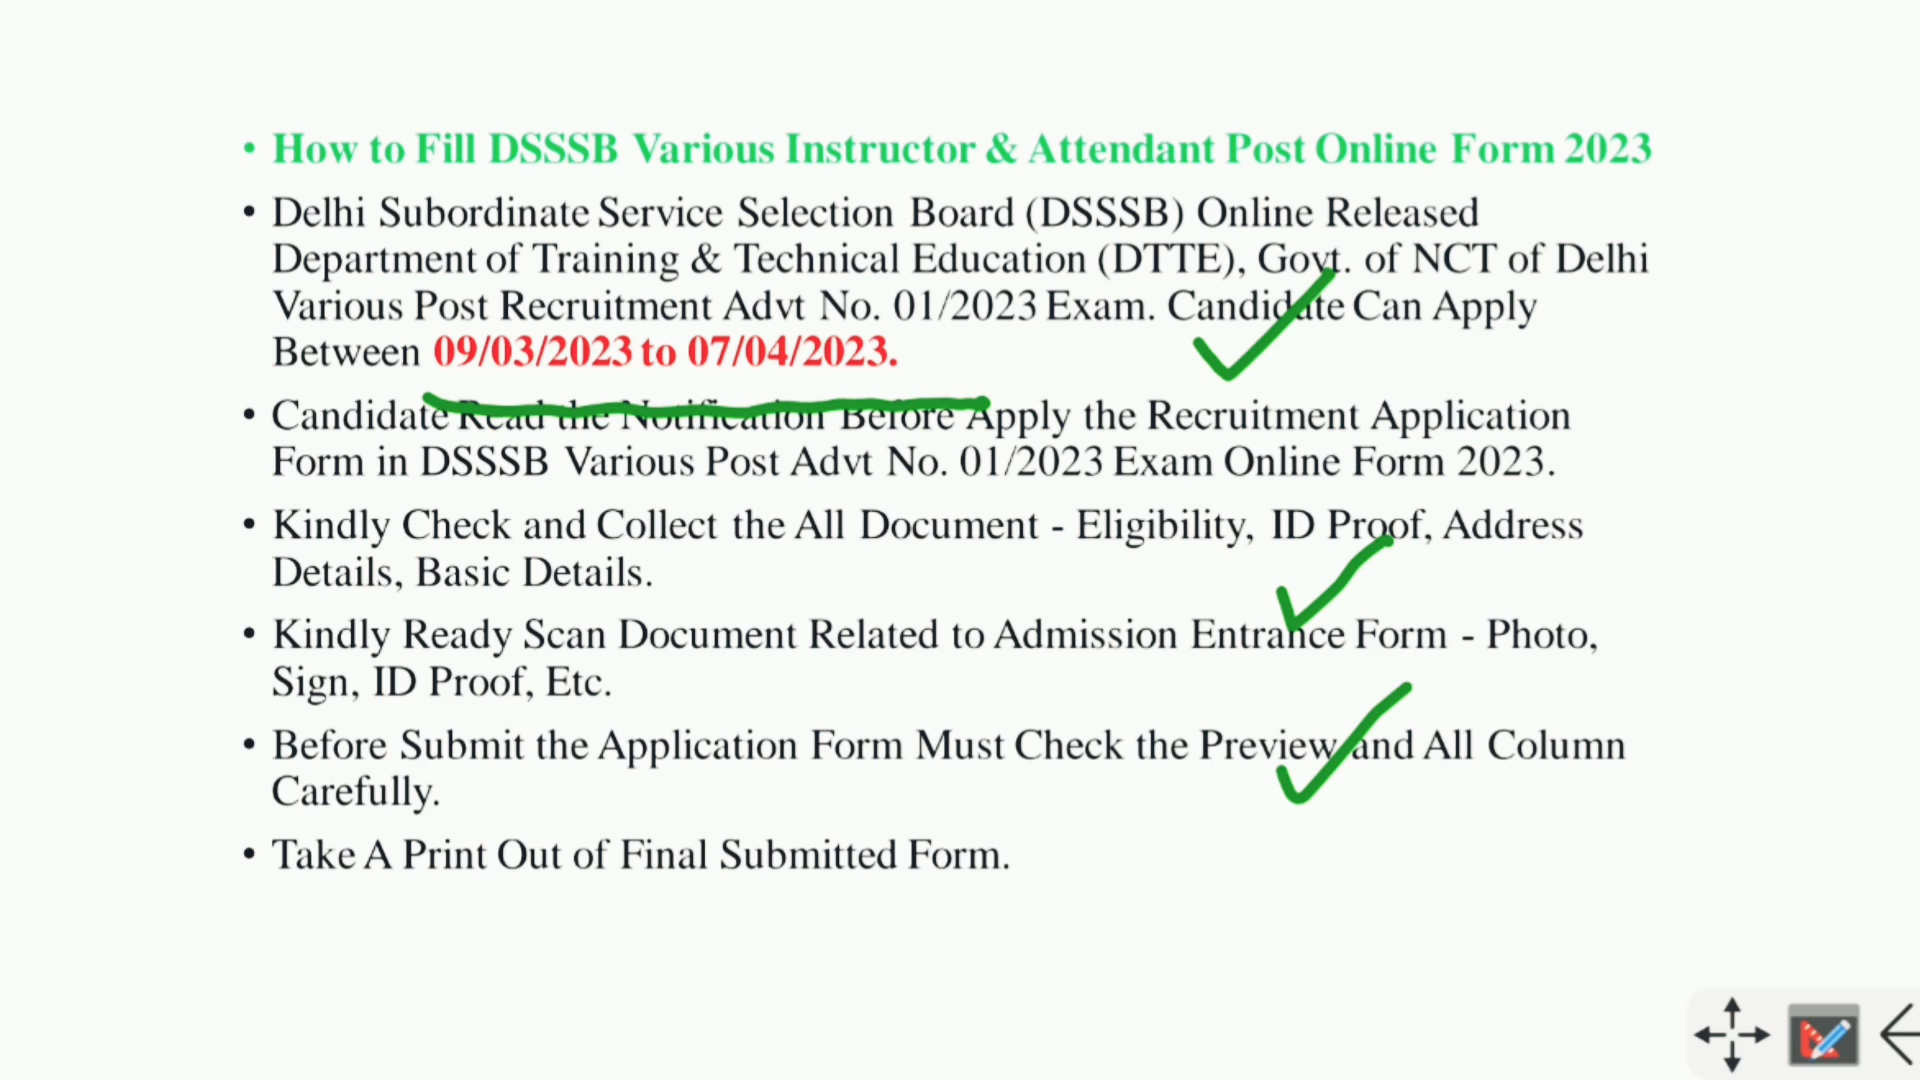 • How to Fill DSSSB Various Instructor & Attendant Post Online Form 2023
• Delhi Subordinate Service Selection Board (DSSSB) Online Released
Department of Training & Technical Education (DTTE), Govt. of NCT of Delhi
Various Post Recruitment Advt No. 01/2023 Exam. Candidate Can Apply
Between 09/03/2023 to 07/04/2023.
• Candidate Read the Notification Before Apply the Recruitment Application
Form in DSSSB Various Post Advt No. 01/2023 Exam Online Form 2023.
• Kindly Check and Collect the All Document - Eligibility, ID Proof, Address
Details, Basic Details.
• Kindly Ready Scan Document Related to Admission Entrance Form - Photo,
Sign, ID Proof, Etc.
• Before Submit the Application Form Must Check the Preview and All Column
Carefully.
• Take A Print Out of Final Submitted Form.